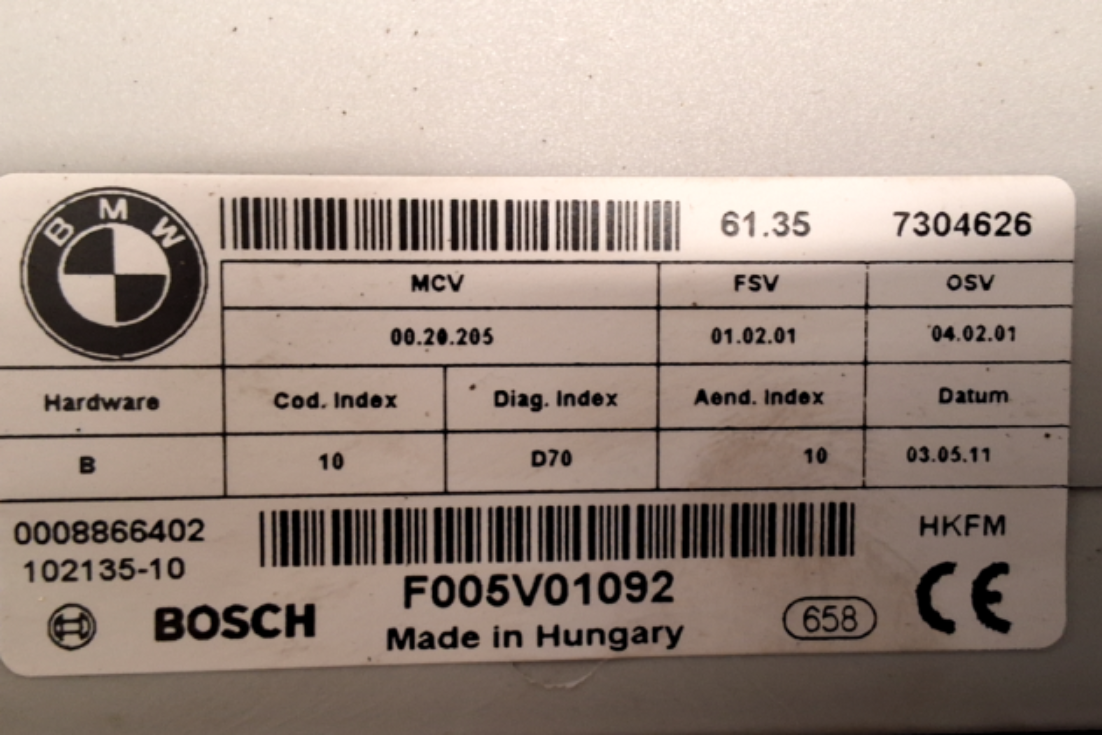 BMW 61.35 7304626
MCV FSV OSV
00.20.205 01.02.01 04.02.01
Hardware Cod. Index Diag. Index Aend. Index Datum
B 10 D70 10 03.05.11
0008866402 HKFM
102135-10
F005V01092
BOSCH Made in Hungary 658 CE